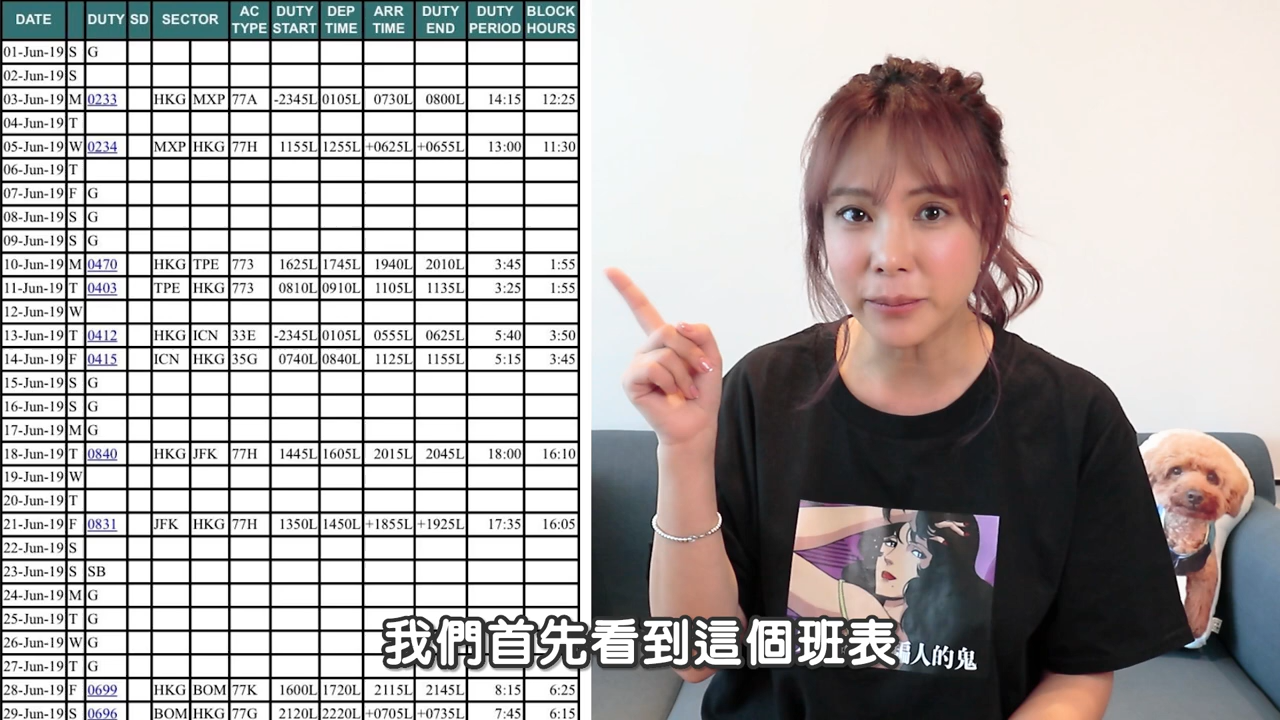 DATE DUTY SD SECTOR AC TYPE DUTY START DEP TIME ARR TIME DUTY END DUTY PERIOD BLOCK HOURS
01-Jun-19 S G
02-Jun-19 S
03-Jun-19 M 0233 HKG MXP 77A -2345L 0105L 0730L 0800L 14:15 12:25
04-Jun-19 T
05-Jun-19 W 0234 MXP HKG 77H 1155L 1255L +0625L +0655L 13:00 11:30
06-Jun-19 T
07-Jun-19 F G
08-Jun-19 S G
09-Jun-19 S G
10-Jun-19 M 0470 HKG TPE 773 1625L 1745L 1940L 2010L 3:45 1:55
11-Jun-19 T 0403 TPE HKG 773 0810L 0910L 1105L 1135L 3:25 1:55
12-Jun-19 W
13-Jun-19 T 0412 HKG ICN 33E -2345L 0105L 0555L 0625L 5:40 3:50
14-Jun-19 F 0415 ICN HKG 35G 0740L 0840L 1125L 1155L 5:15 3:45
15-Jun-19 S G
16-Jun-19 S G
17-Jun-19 M G
18-Jun-19 T 0840 HKG JFK 77H 1445L 1605L 2015L 2045L 18:00 16:10
19-Jun-19 W
20-Jun-19 T
21-Jun-19 F 0831 JFK HKG 77H 1350L 1450L +1855L +1925L 17:35 16:05
22-Jun-19 S
23-Jun-19 S SB
24-Jun-19 M G
25-Jun-19 T G
26-Jun-19 W G
27-Jun-19 T G
28-Jun-19 F 0699 HKG BOM 77K 1600L 1720L 2115L 2145L 8:15 6:25
29-Jun-19 S 0696 BOM HKG 77G 2120L 2220L +0705L +0735L 7:45 6:15
我們首先看到這個班表
人的鬼